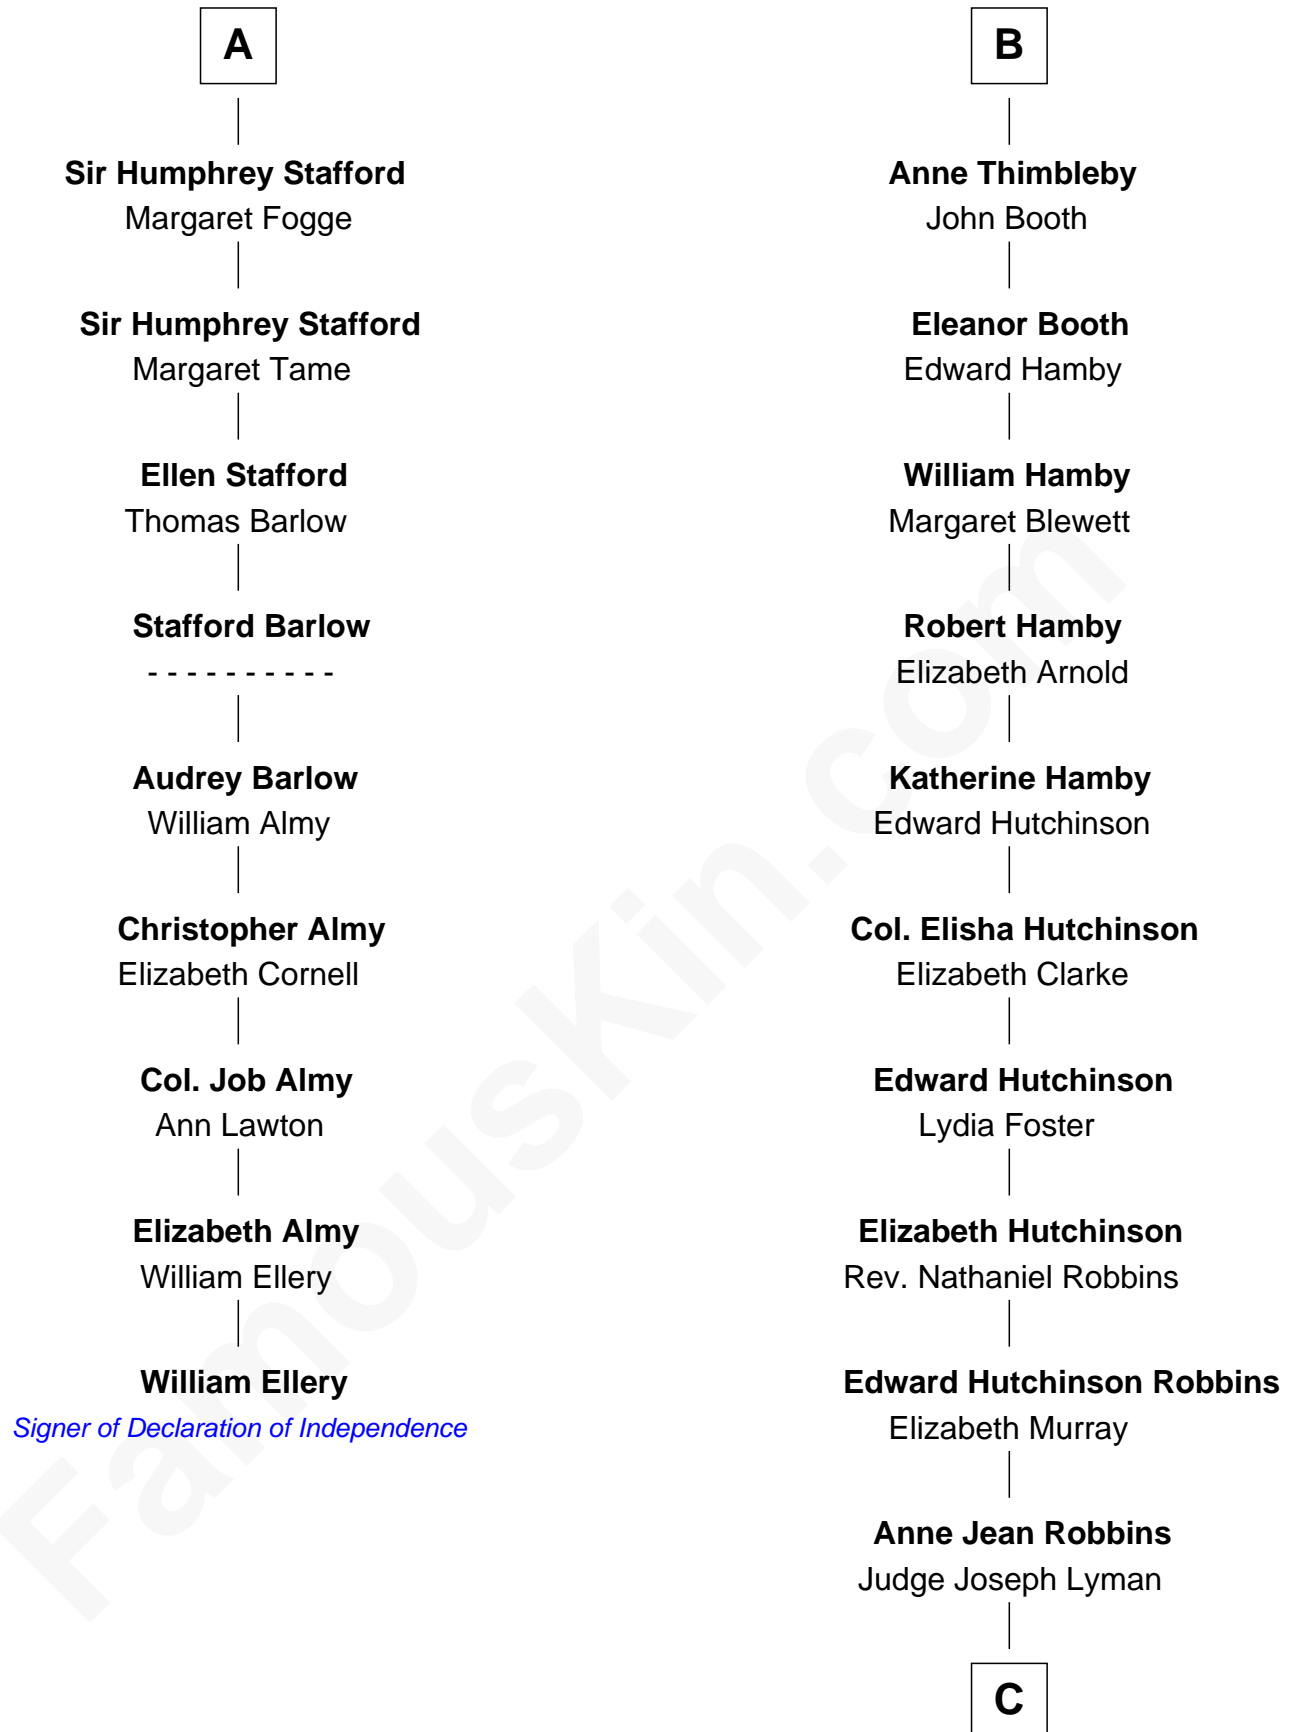 A
Sir Humphrey Stafford
Margaret Fogge
Sir Humphrey Stafford
Margaret Tame
Ellen Stafford
Thomas Barlow
Stafford Barlow
- - - - - - - - - -
Audrey Barlow
William Almy
Christopher Almy
Elizabeth Cornell
Col. Job Almy
Ann Lawton
Elizabeth Almy
William Ellery
William Ellery
Signer of Declaration of Independence
B
Anne Thimbleby
John Booth
Eleanor Booth
Edward Hamby
William Hamby
Margaret Blewett
Robert Hamby
Elizabeth Arnold
Katherine Hamby
Edward Hutchinson
Col. Elisha Hutchinson
Elizabeth Clarke
Edward Hutchinson
Lydia Foster
Elizabeth Hutchinson
Rev. Nathaniel Robbins
Edward Hutchinson Robbins
Elizabeth Murray
Anne Jean Robbins
Judge Joseph Lyman
C
FamousKin.com